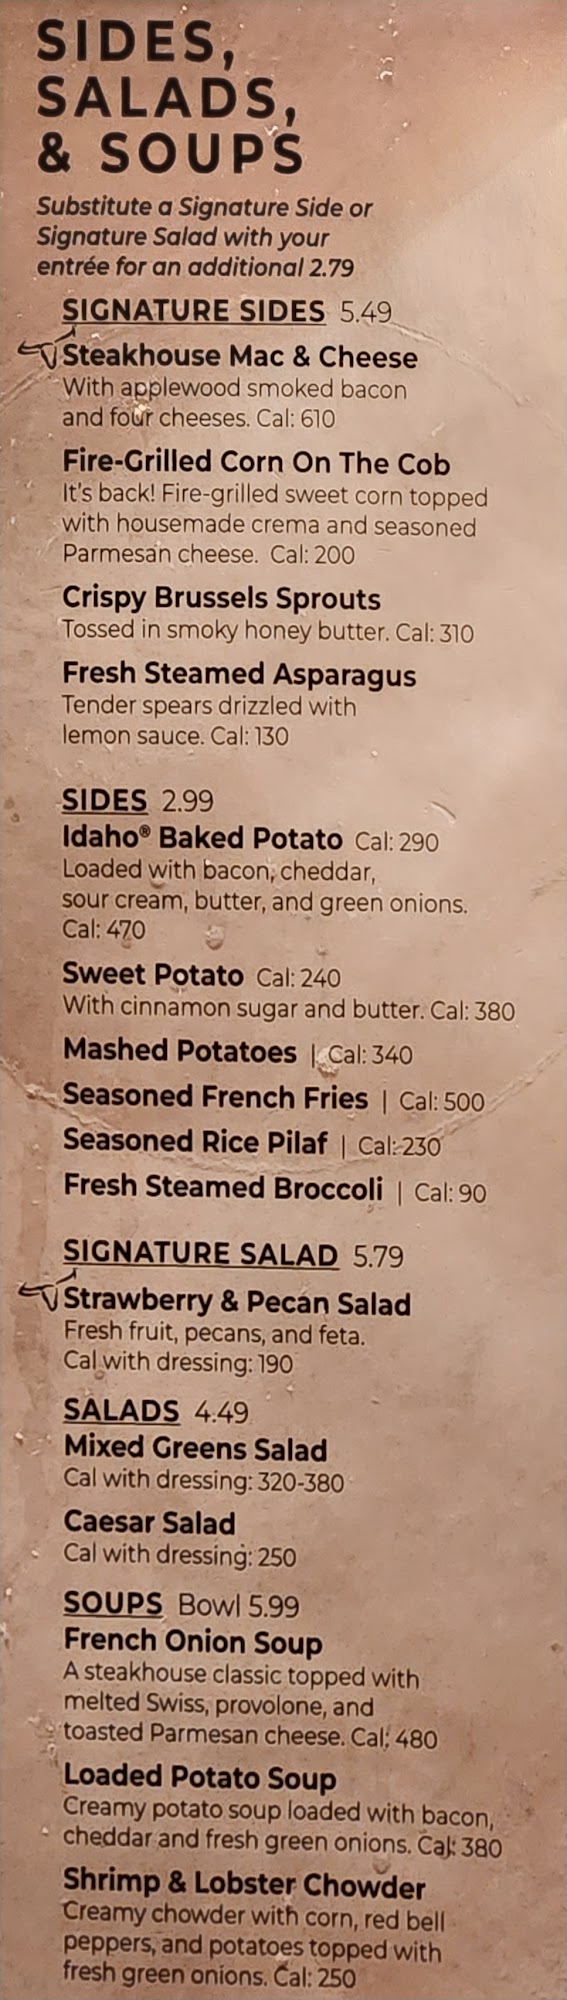 SIDES,
SALADS,
& SOUPS
Substitute a Signature Side or
Signature Salad with your
entrée for an additional 2.79
SIGNATURE SIDES 5.49
Steakhouse Mac & Cheese
With applewood smoked bacon
and four cheeses. Cal: 610
Fire-Grilled Corn On The Cob
It's back! Fire-grilled sweet corn topped
with housemade crema and seasoned
Parmesan cheese. Cal: 200
Crispy Brussels Sprouts
Tossed in smoky honey butter. Cal: 310
Fresh Steamed Asparagus
Tender spears drizzled with
lemon sauce. Cal: 130
SIDES 2.99
Idaho® Baked Potato Cal: 290
Loaded with bacon, cheddar,
sour cream, butter, and green onions.
Cal: 470
Sweet Potato Cal: 240
With cinnamon sugar and butter. Cal: 380
Mashed Potatoes | Cal: 340
Seasoned French Fries | Cal: 500
Seasoned Rice Pilaf | Cal: 230
Fresh Steamed Broccoli | Cal: 90
SIGNATURE SALAD 5.79
Strawberry & Pecan Salad
Fresh fruit, pecans, and feta.
Cal with dressing: 190
SALADS 4.49
Mixed Greens Salad
Cal with dressing: 320-380
Caesar Salad
Cal with dressing: 250
SOUPS Bowl 5.99
French Onion Soup
A steakhouse classic topped with
melted Swiss, provolone, and
toasted Parmesan cheese. Cal: 480
Loaded Potato Soup
Creamy potato soup loaded with bacon,
cheddar and fresh green onions. Cal: 380
Shrimp & Lobster Chowder
Creamy chowder with corn, red bell
peppers, and potatoes topped with
fresh green onions. Cal: 250